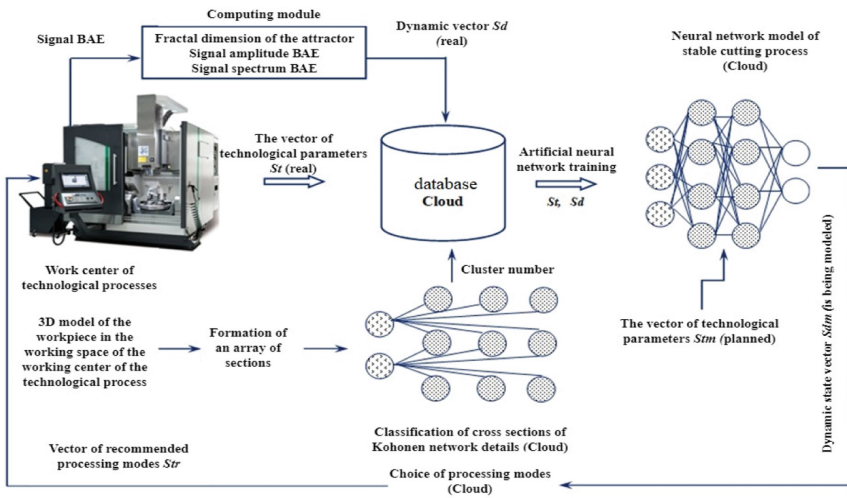 Computing module
Signal BAE
Fractal dimension of the attractor
Signal amplitude BAE
Signal spectrum BAE
Dynamic vector Sd
(real)
Neural network model of
stable cutting process
(Cloud)
The vector of
technological parameters
St (real)
database
Cloud
Artificial neural
network training
St, Sd
Work center of
technological processes
Cluster number
3D model of the
workpiece in the
working space of the
working center of the
technological process
Formation of
an array of
sections
The vector of technological
parameters Stm (planned)
Dynamic state vector Sdm (is being modeled)
Classification of cross sections of
Kohonen network details (Cloud)
Vector of recommended
processing modes Str
Choice of processing modes
(Cloud)